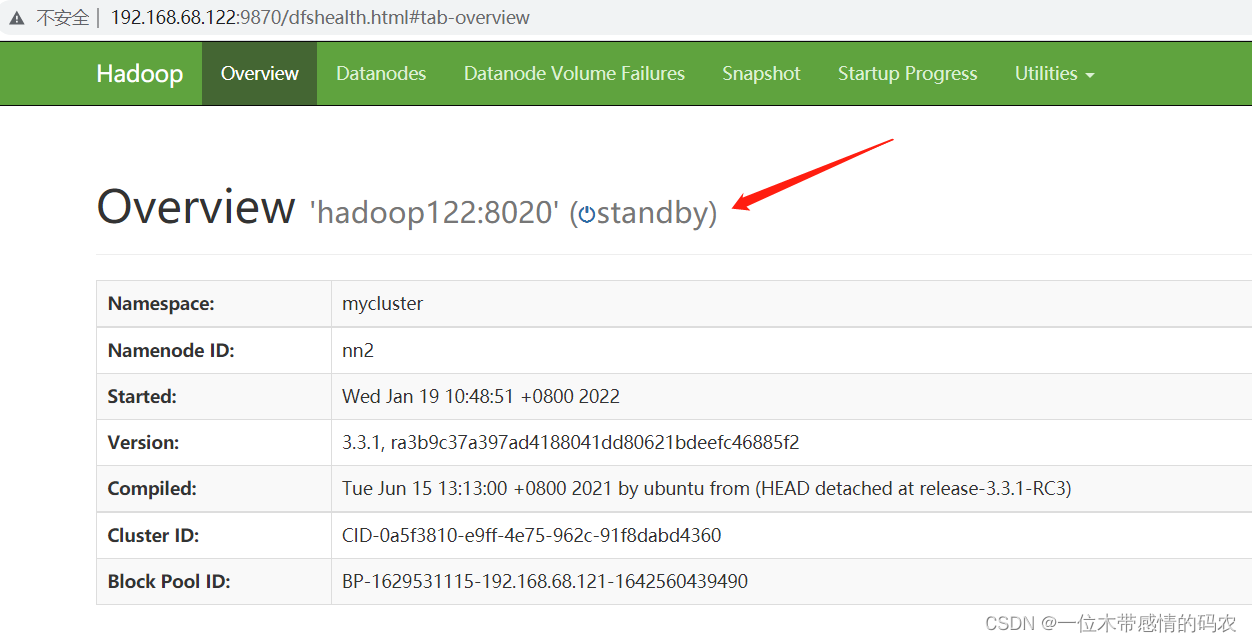 不安全 | 192.168.68.122:9870/dfshealth.html#tab-overview
Hadoop Overview Datanodes Datanode Volume Failures Snapshot Startup Progress Utilities
Overview 'hadoop122:8020' (standby)
Namespace: mycluster
Namenode ID: nn2
Started: Wed Jan 19 10:48:51 +0800 2022
Version: 3.3.1, ra3b9c37a397ad4188041dd80621bdeefc46885f2
Compiled: Tue Jun 15 13:13:00 +0800 2021 by ubuntu from (HEAD detached at release-3.3.1-RC3)
Cluster ID: CID-0a5f3810-e9ff-4e75-962c-91f8dabd4360
Block Pool ID: BP-1629531115-192.168.68.121-1642560439490
CSDN @一位木带感情的码农